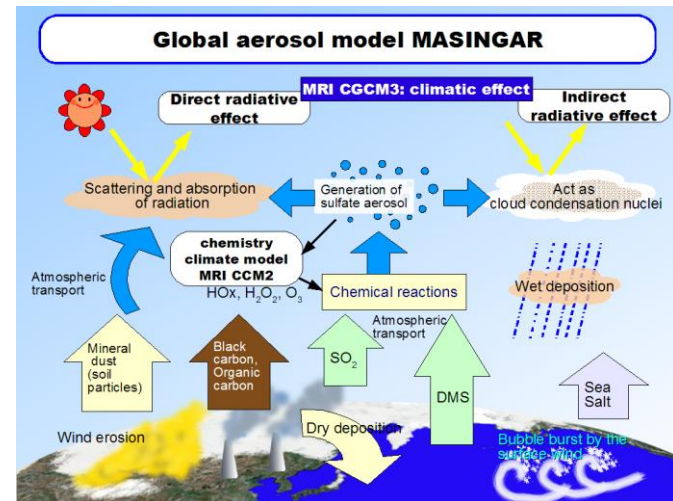 Global aerosol model MASINGAR
MRI CGCM3: climatic effect
Direct radiative
effect
Indirect
radiative effect
Scattering and absorption
of radiation
Generation of
sulfate aerosol
Act as
cloud condensation nuclei
chemistry
climate model
MRI CCM2
HOx, H₂O₂, O₃
Atmospheric
transport
Chemical reactions
Wet deposition
Atmospheric
transport
Mineral
dust
(soil
particles)
Black
carbon,
Organic
carbon
SO₂
DMS
Sea
Salt
Wind erosion
Dry deposition
Bubble burst by the
surface wind